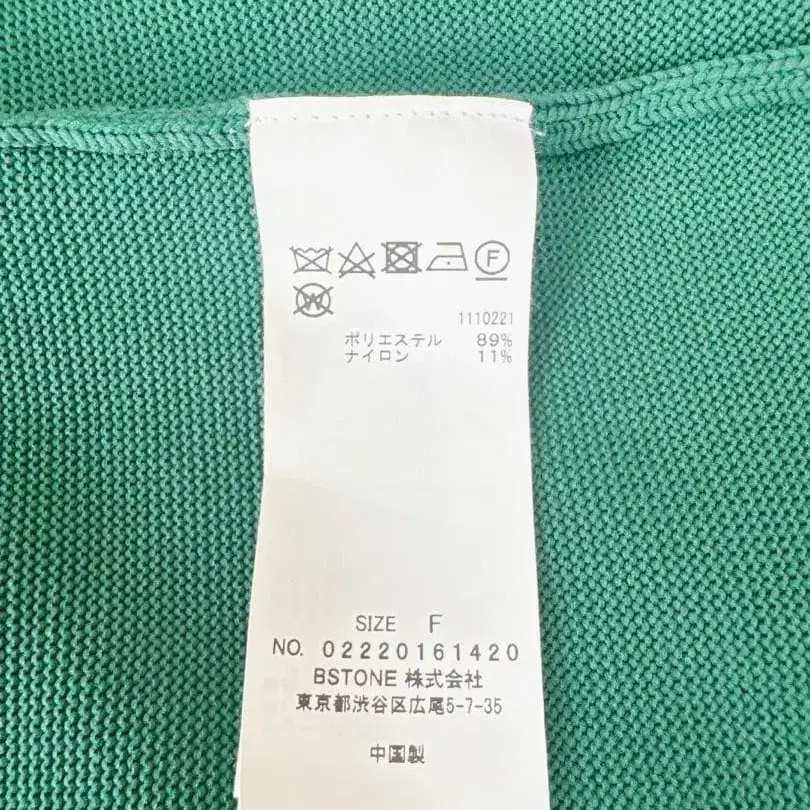 F
W
1110221
ポリエステル 89%
ナイロン 11%
SIZE F
NO. 02220161420
BSTONE 株式会社
東京都渋谷区広尾5-7-35
中国製